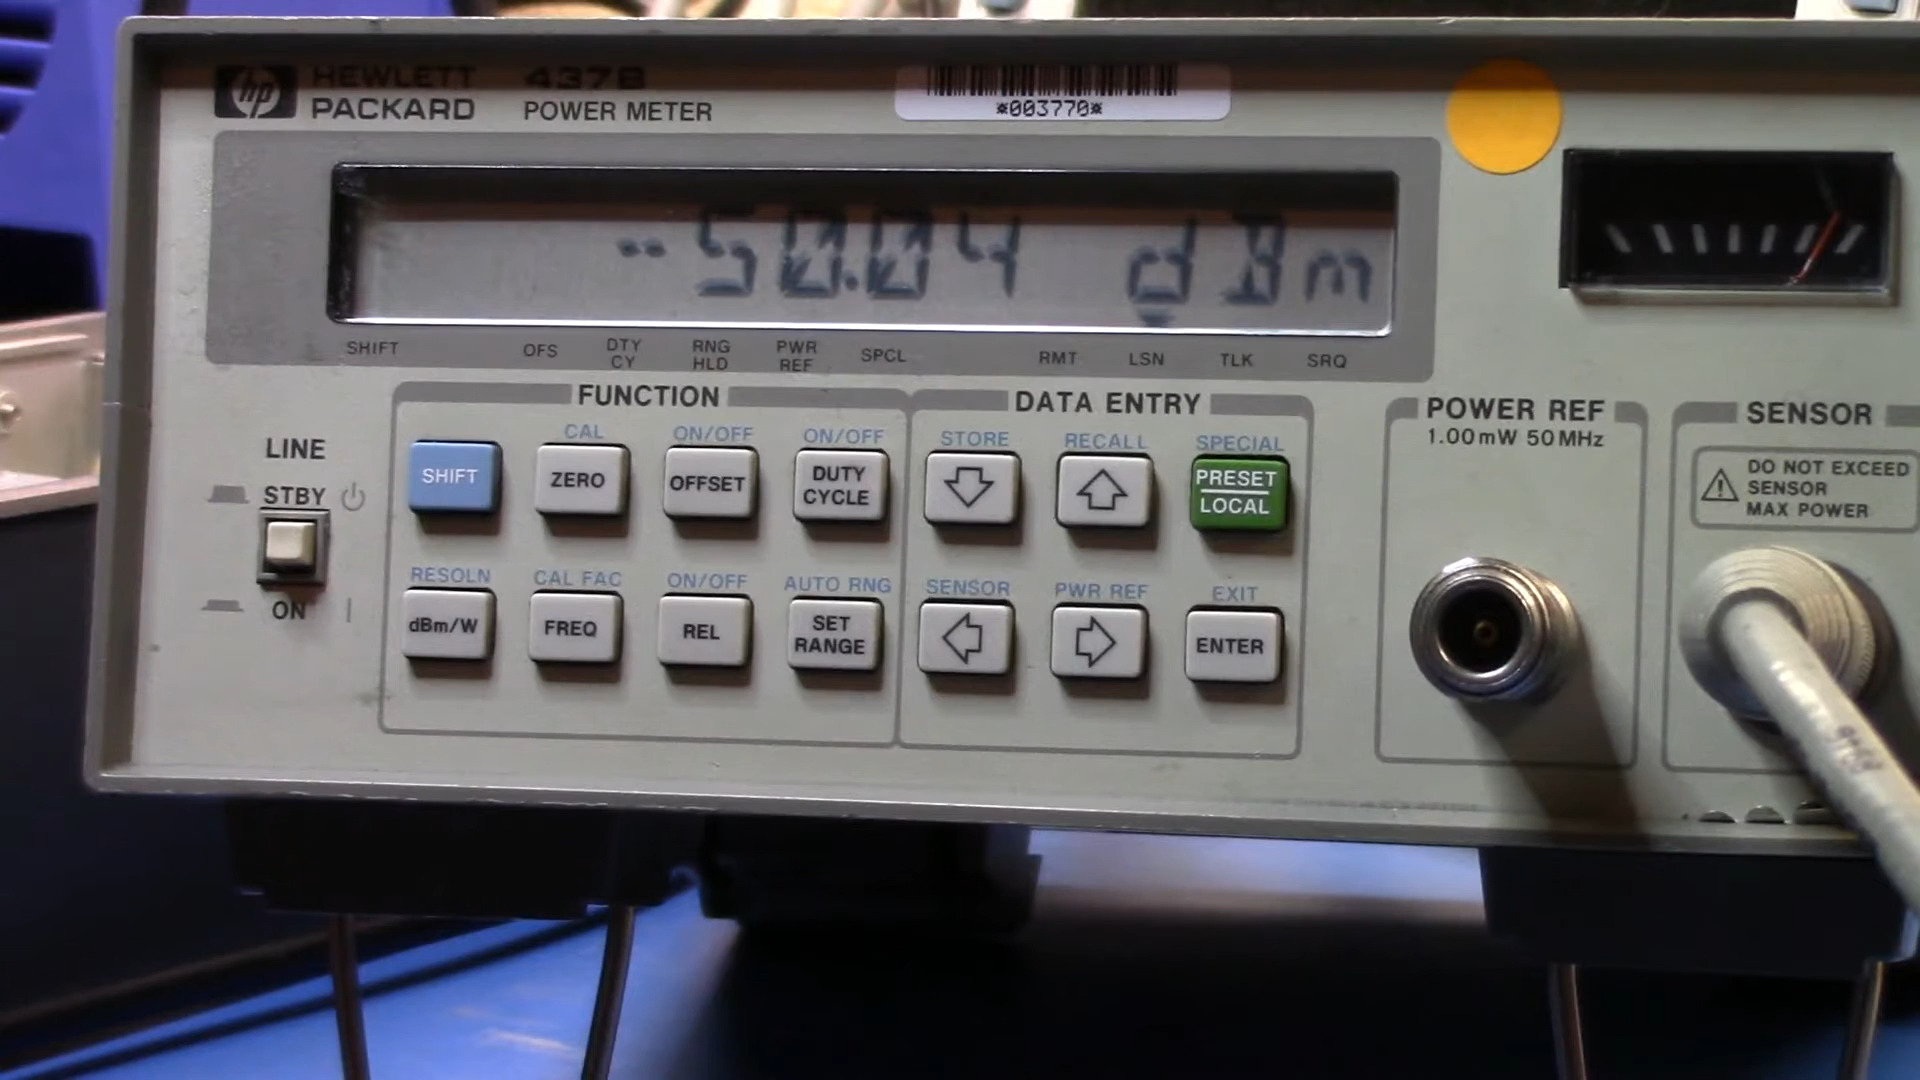 hp HEWLETT PACKARD
437B
POWER METER
*003770*
-50.04 dBm
SHIFT OFS DTY CY RNG HLD PWR REF SPCL RMT LSN TLK SRQ
FUNCTION
DATA ENTRY
POWER REF
1.00mW 50MHz
SENSOR
DO NOT EXCEED
SENSOR
MAX POWER
LINE
STBY
ON
CAL ON/OFF ON/OFF STORE RECALL SPECIAL
SHIFT ZERO OFFSET DUTY CYCLE PRESET LOCAL
RESOLN CAL FAC ON/OFF AUTO RNG SENSOR PWR REF EXIT
dBm/W FREQ REL SET RANGE ENTER